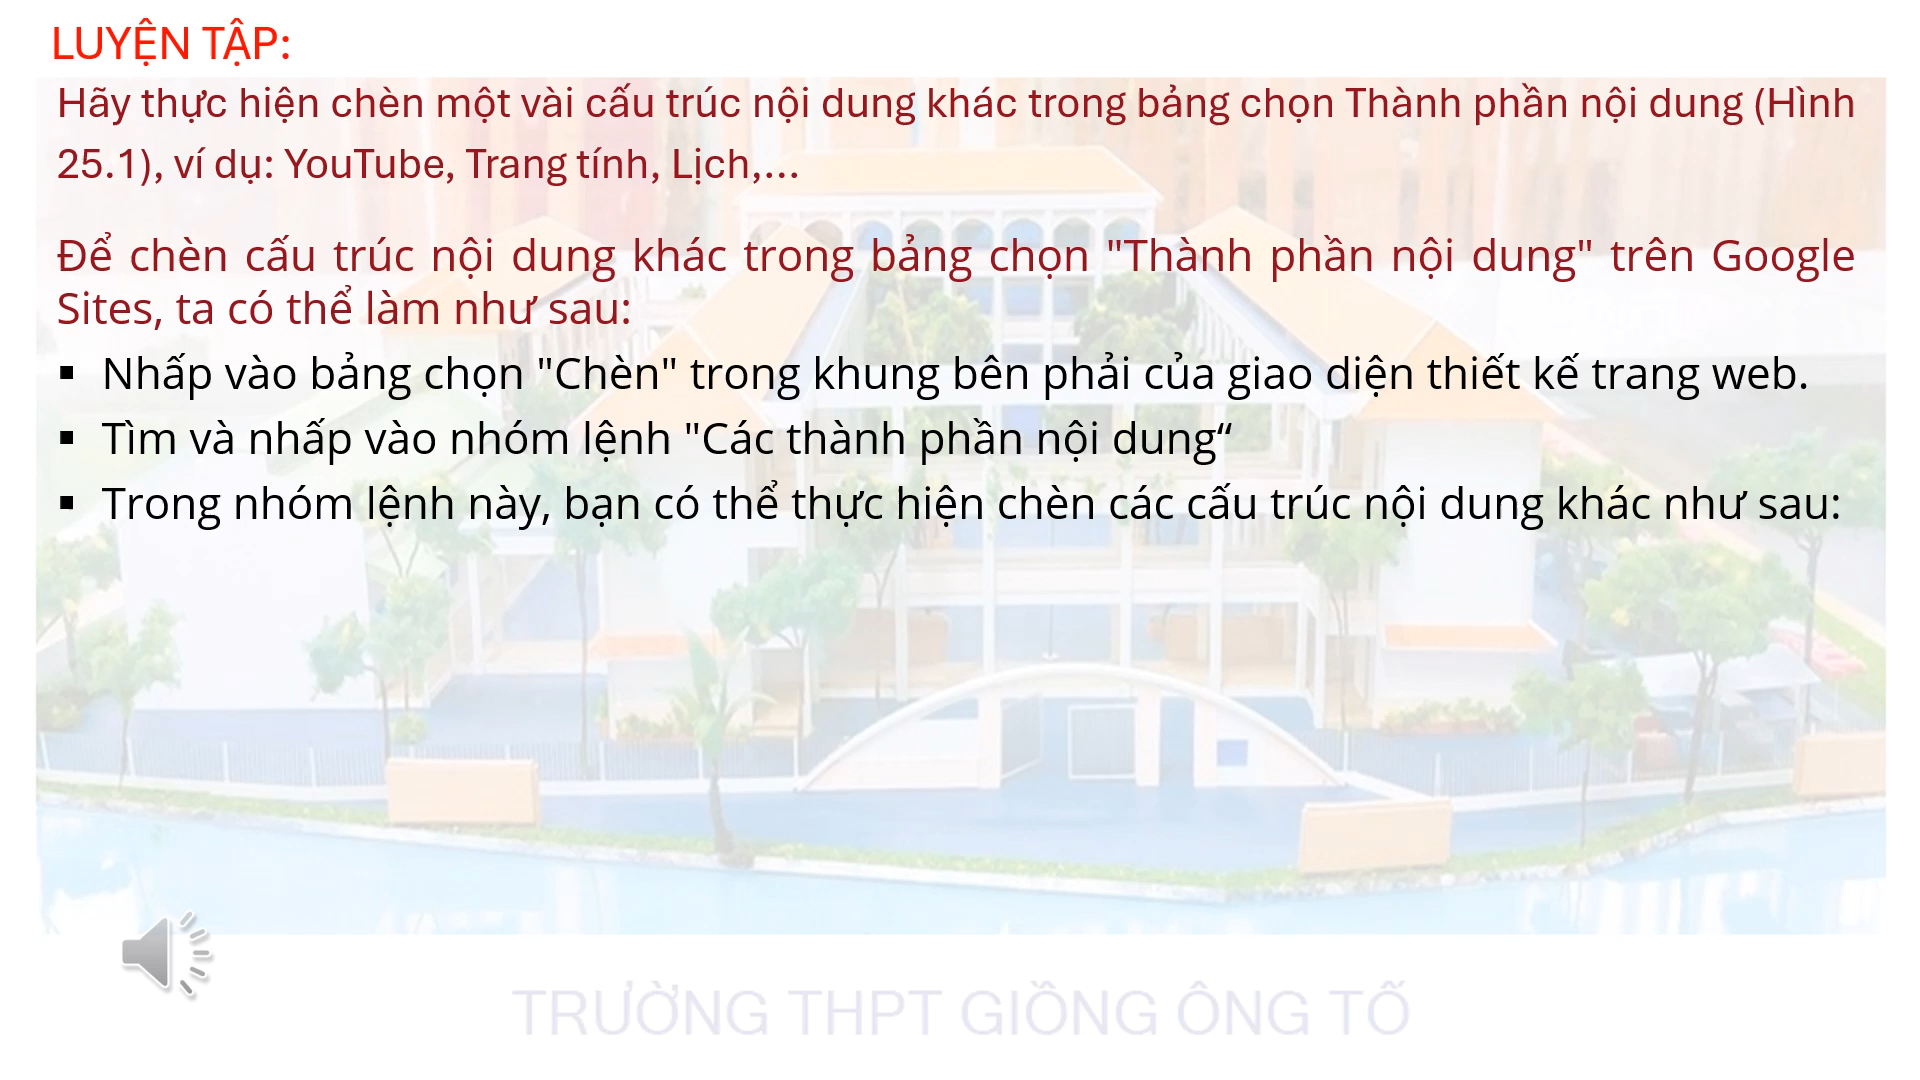 LUYỆN TẬP:
Hãy thực hiện chèn một vài cấu trúc nội dung khác trong bảng chọn Thành phần nội dung (Hình
25.1), ví dụ: YouTube, Trang tính, Lịch,…
Để chèn cấu trúc nội dung khác trong bảng chọn "Thành phần nội dung" trên Google
Sites, ta có thể làm như sau:
▪ Nhấp vào bảng chọn "Chèn" trong khung bên phải của giao diện thiết kế trang web.
▪ Tìm và nhấp vào nhóm lệnh "Các thành phần nội dung“
▪ Trong nhóm lệnh này, bạn có thể thực hiện chèn các cấu trúc nội dung khác như sau:
TRƯỜNG THPT GIỒNG ÔNG TỐ